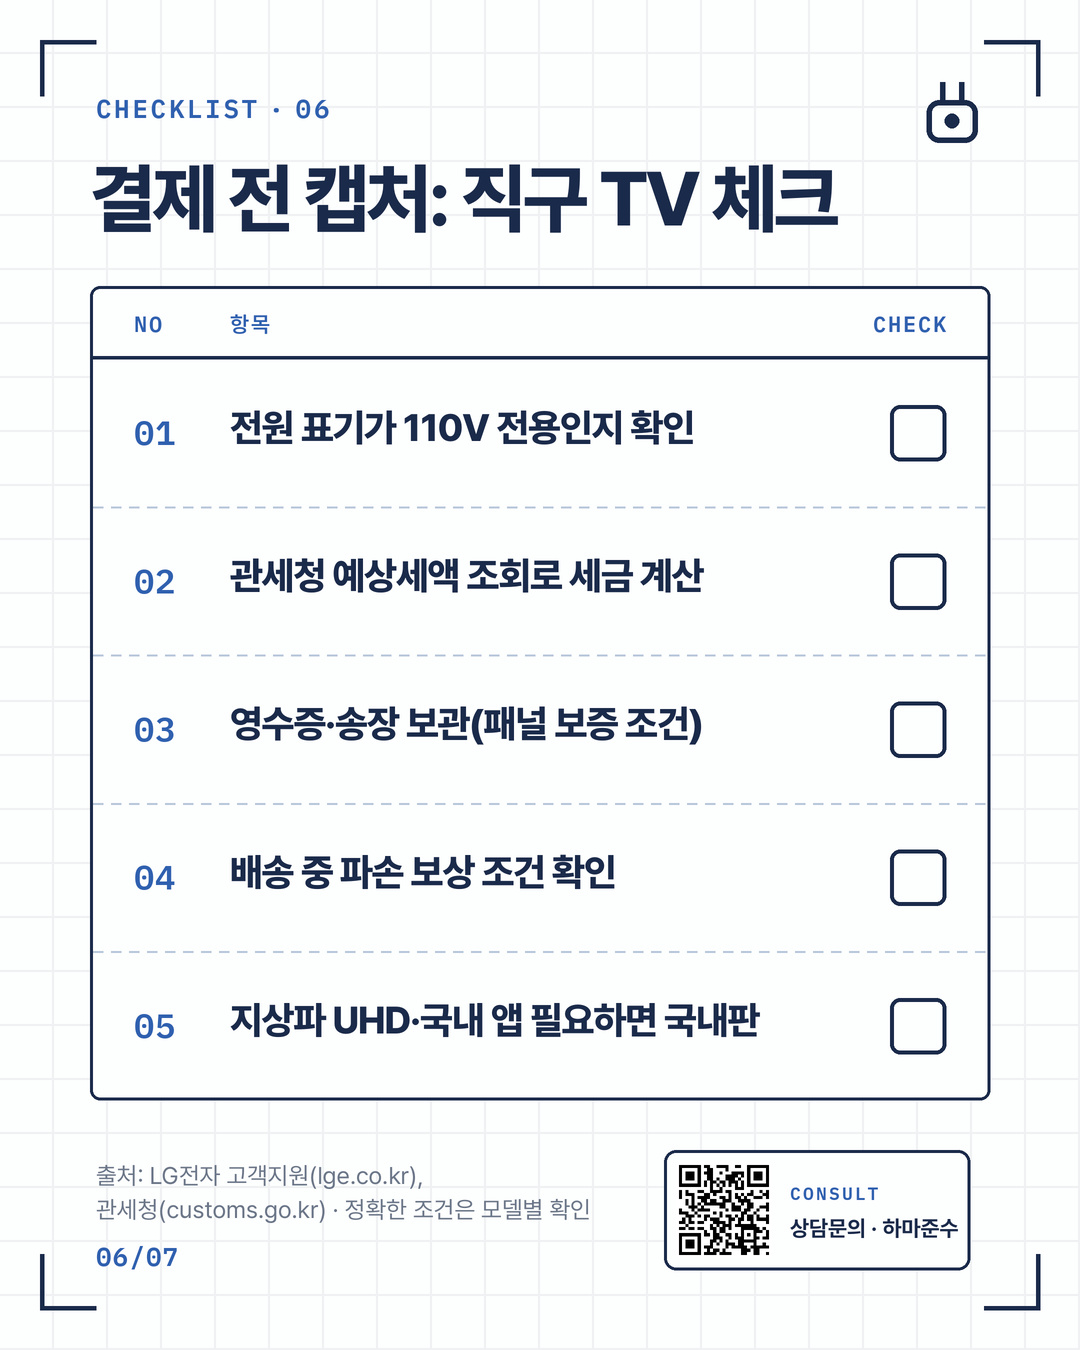 CHECKLIST · 06
결제 전 캡처: 직구 TV 체크
NO 항목 CHECK
01 전원 표기가 110V 전용인지 확인
02 관세청 예상세액 조회로 세금 계산
03 영수증·송장 보관(패널 보증 조건)
04 배송 중 파손 보상 조건 확인
05 지상파 UHD·국내 앱 필요하면 국내판
출처: LG전자 고객지원(lge.co.kr),
관세청(customs.go.kr) · 정확한 조건은 모델별 확인
06/07
CONSULT
상담문의 · 하마준수